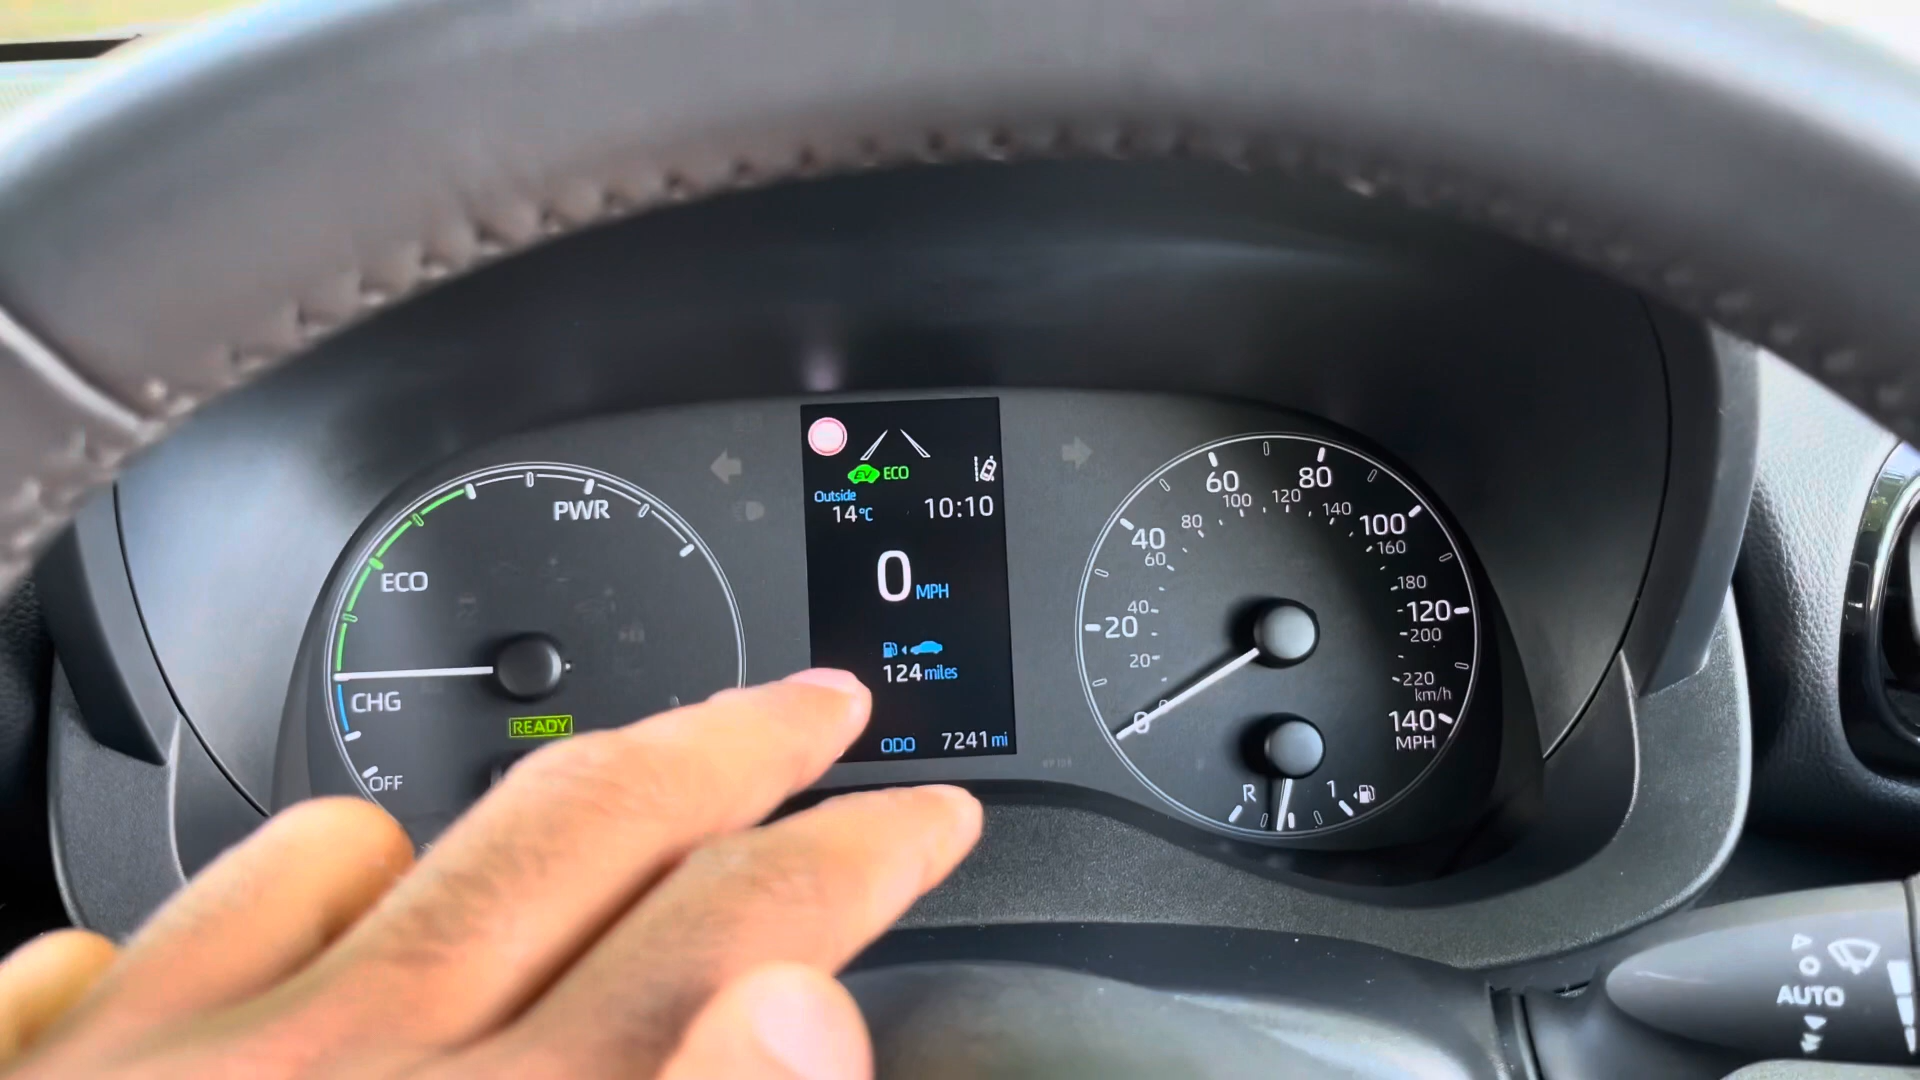 PWR
ECO
CHG
OFF
READY
EV ECO
Outside
14°C
10:10
0 MPH
124 miles
ODO 7241 mi
0
20
40
60
80
100
120
140
MPH
20
40
60
80
100
120
140
160
180
200
220
km/h
R
1
AUTO